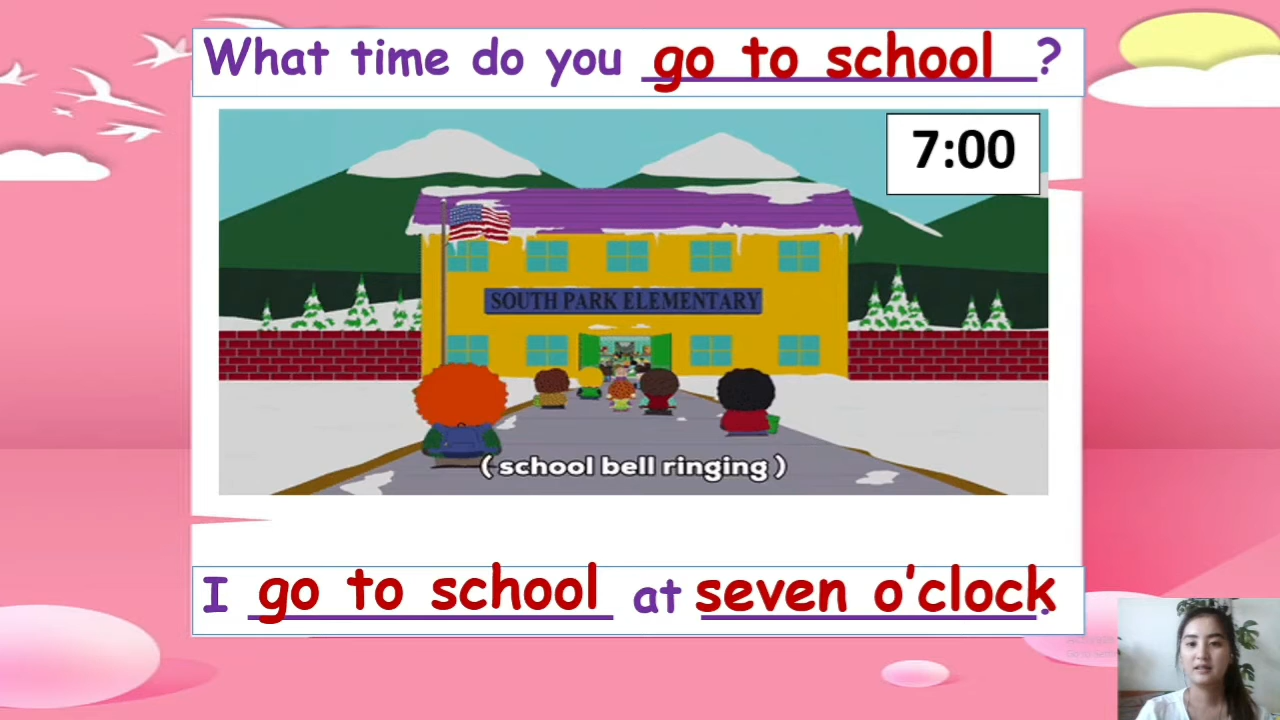 What time do you go to school ?
7:00
SOUTH PARK ELEMENTARY
( school bell ringing )
I go to school at seven o’clock.